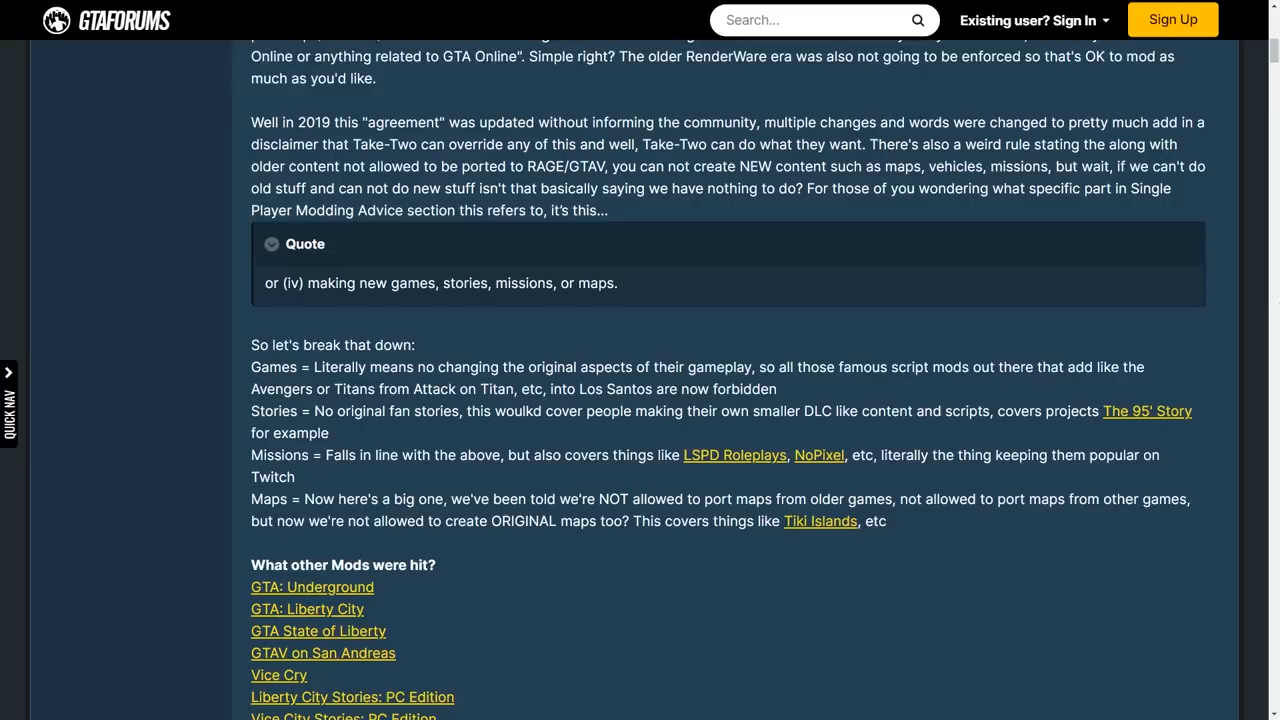 GTAFORUMS
Search...
Existing user? Sign In
Sign Up
Online or anything related to GTA Online". Simple right? The older RenderWare era was also not going to be enforced so that's OK to mod as
much as you'd like.
Well in 2019 this "agreement" was updated without informing the community, multiple changes and words were changed to pretty much add in a
disclaimer that Take-Two can override any of this and well, Take-Two can do what they want. There's also a weird rule stating the along with
older content not allowed to be ported to RAGE/GTAV, you can not create NEW content such as maps, vehicles, missions, but wait, if we can't do
old stuff and can not do new stuff isn't that basically saying we have nothing to do? For those of you wondering what specific part in Single
Player Modding Advice section this refers to, it's this...
Quote
or (iv) making new games, stories, missions, or maps.
So let's break that down:
Games = Literally means no changing the original aspects of their gameplay, so all those famous script mods out there that add like the
Avengers or Titans from Attack on Titan, etc, into Los Santos are now forbidden
Stories = No original fan stories, this woulkd cover people making their own smaller DLC like content and scripts, covers projects The 95' Story
for example
Missions = Falls in line with the above, but also covers things like LSPD Roleplays, NoPixel, etc, literally the thing keeping them popular on
Twitch
Maps = Now here's a big one, we've been told we're NOT allowed to port maps from older games, not allowed to port maps from other games,
but now we're not allowed to create ORIGINAL maps too? This covers things like Tiki Islands, etc
What other Mods were hit?
GTA: Underground
GTA: Liberty City
GTA State of Liberty
GTAV on San Andreas
Vice Cry
Liberty City Stories: PC Edition
Vice City Stories: PC Edition
QUICK NAV